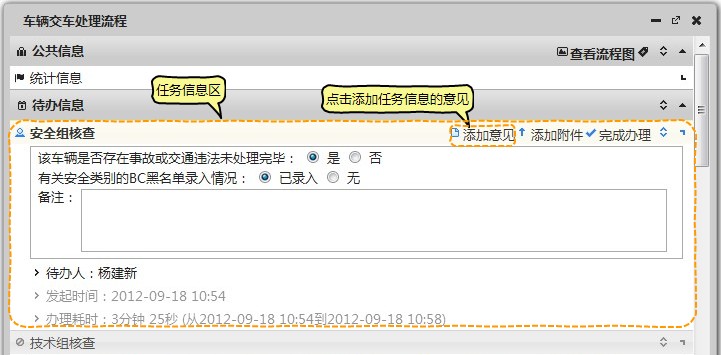 车辆交车处理流程
公共信息 查看流程图
统计信息
任务信息区
待办信息
点击添加任务信息的意见
安全组核查 添加意见 添加附件 完成办理
该车辆是否存在事故或交通违法未处理完毕： 是 否
有关安全类别的BC黑名单录入情况： 已录入 无
备注：
待办人：杨建新
发起时间：2012-09-18 10:54
办理耗时：3分钟 25秒 (从2012-09-18 10:54到2012-09-18 10:58)
技术组核查